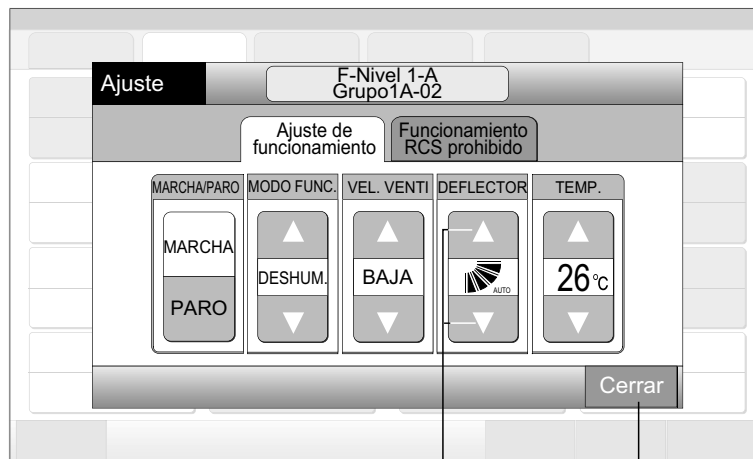 Ajuste
F-Nivel 1-A
Grupo1A-02
Ajuste de
funcionamiento
Funcionamiento
RCS prohibido
MARCHA/PARO
MODO FUNC.
VEL. VENTI
DEFLECTOR
TEMP.
MARCHA
PARO
DESHUM.
BAJA
AUTO
26°C
Cerrar